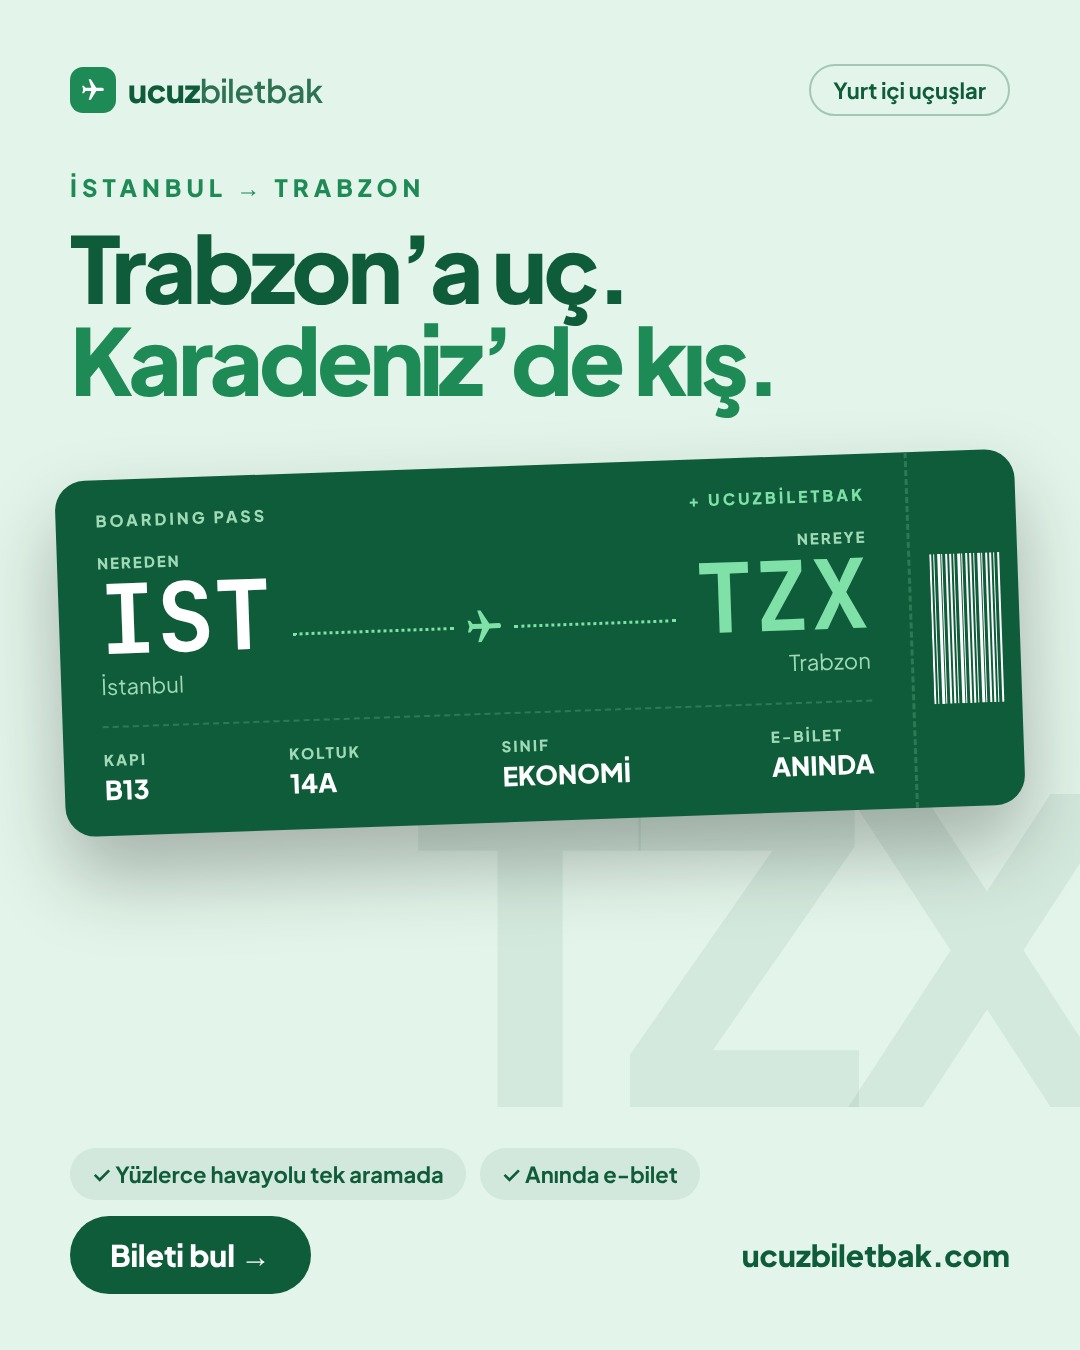 ucuzbiletbak
Yurt içi uçuşlar
İSTANBUL → TRABZON
Trabzon’a uç.
Karadeniz’de kış.
BOARDING PASS
+ UCUZBİLETBAK
NEREDEN
NEREYE
IST
TZX
İstanbul
Trabzon
KAPI
KOLTUK
SINIF
E-BİLET
B13
14A
EKONOMİ
ANINDA
TZX
✓ Yüzlerce havayolu tek aramada
✓ Anında e-bilet
Bileti bul →
ucuzbiletbak.com